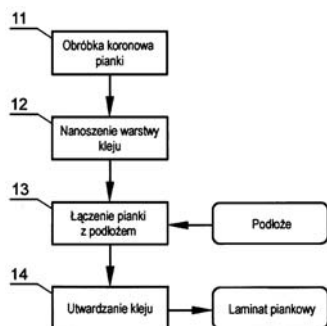 11
Obróbka koronowa
pianki
12
Nanoszenie warstwy
kleju
13
Łączenie pianki
z podłożem
Podłoże
14
Utwardzanie kleju
Laminat piankowy